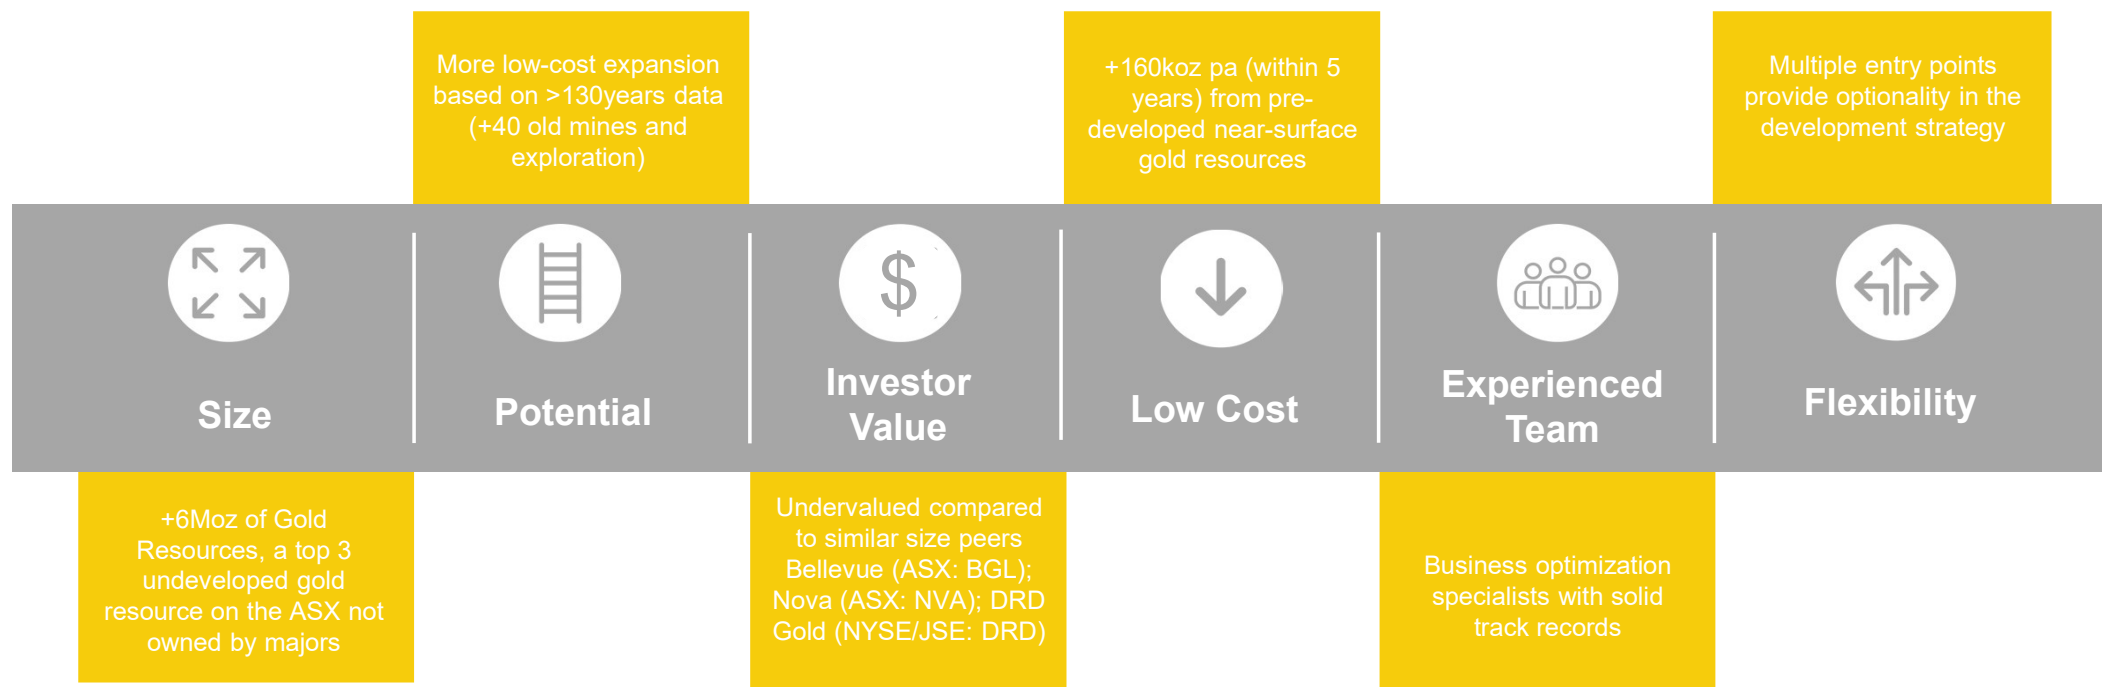 More low-cost expansion
based on >130years data
(+40 old mines and
exploration)
+160koz pa (within 5
years) from pre-
developed near-surface
gold resources
Multiple entry points
provide optionality in the
development strategy
$
Size
Potential
Investor
Value
Low Cost
Experienced
Team
Flexibility
+6Moz of Gold
Resources, a top 3
undeveloped gold
resource on the ASX not
owned by majors
Undervalued compared
to similar size peers
Bellevue (ASX: BGL);
Nova (ASX: NVA); DRD
Gold (NYSE/JSE: DRD)
Business optimization
specialists with solid
track records